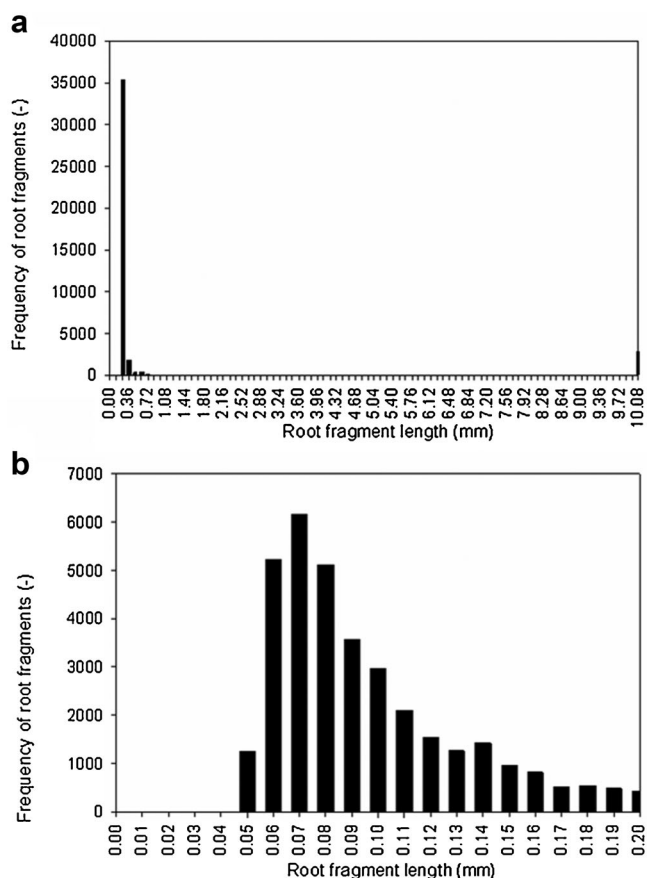 a
Frequency of root fragments (-)
40000
35000
30000
25000
20000
15000
10000
5000
0
0.00 0.36 0.72 1.08 1.44 1.80 2.16 2.52 2.88 3.24 3.60 3.96 4.32 4.68 5.04 5.40 5.76 6.12 6.48 6.84 7.20 7.56 7.92 8.28 8.64 9.00 9.36 9.72 10.08
Root fragment length (mm)
b
Frequency of root fragments (-)
7000
6000
5000
4000
3000
2000
1000
0
0.00 0.01 0.02 0.03 0.04 0.05 0.06 0.07 0.08 0.09 0.10 0.11 0.12 0.13 0.14 0.15 0.16 0.17 0.18 0.19 0.20
Root fragment length (mm)